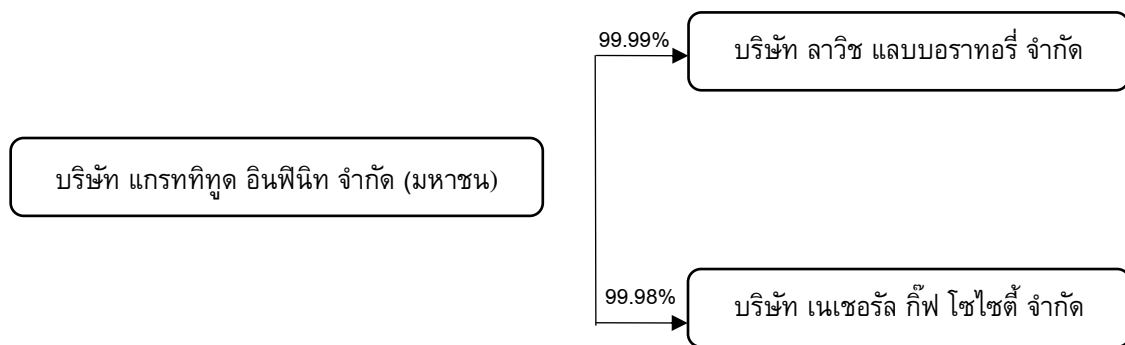 99.99%
บริษัท ลาวิช แลบบอราทอรี่ จำกัด
บริษัท แกรททิทูด อินฟินิท จำกัด (มหาชน)
99.98%
บริษัท เนเชอรัล กิ๊ฟ โซไซตี้ จำกัด